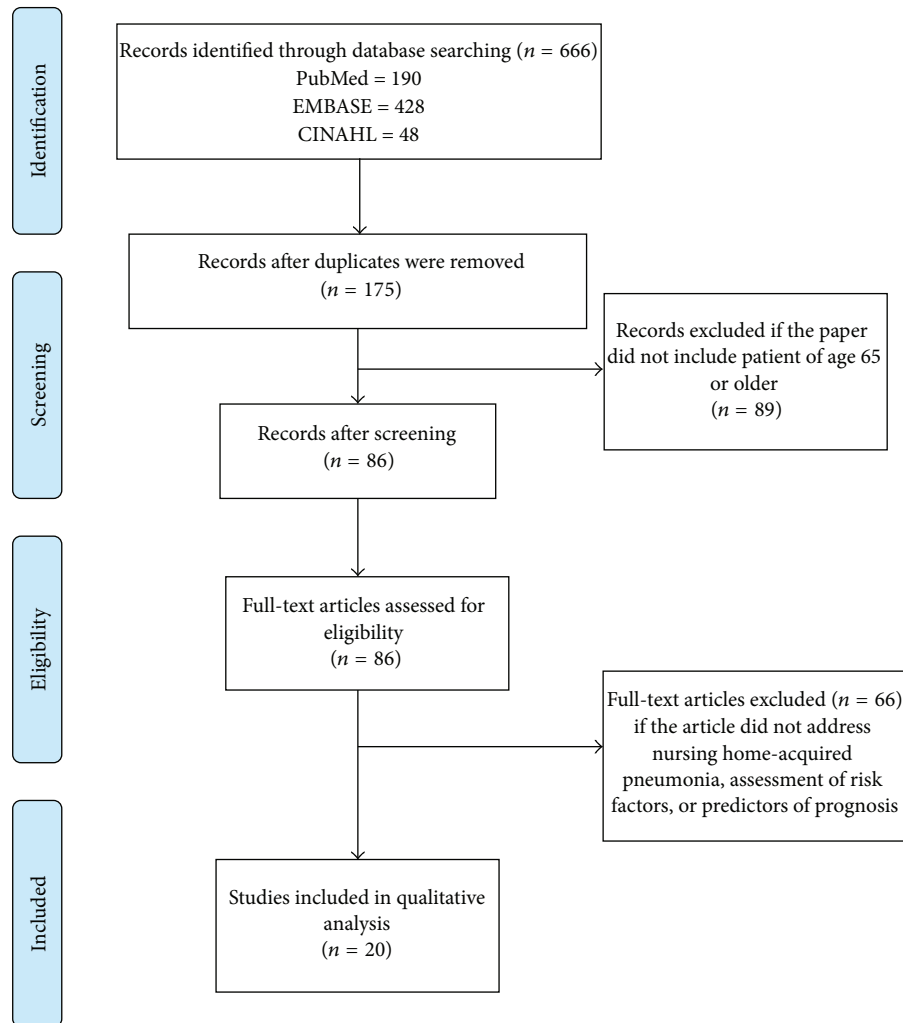 Identification
Records identified through database searching (n = 666)
PubMed = 190
EMBASE = 428
CINAHL = 48
Records after duplicates were removed
(n = 175)
Screening
Records excluded if the paper
did not include patient of age 65
or older
(n = 89)
Records after screening
(n = 86)
Eligibility
Full-text articles assessed for
eligibility
(n = 86)
Full-text articles excluded (n = 66)
if the article did not address
nursing home-acquired
pneumonia, assessment of risk
factors, or predictors of prognosis
Included
Studies included in qualitative
analysis
(n = 20)